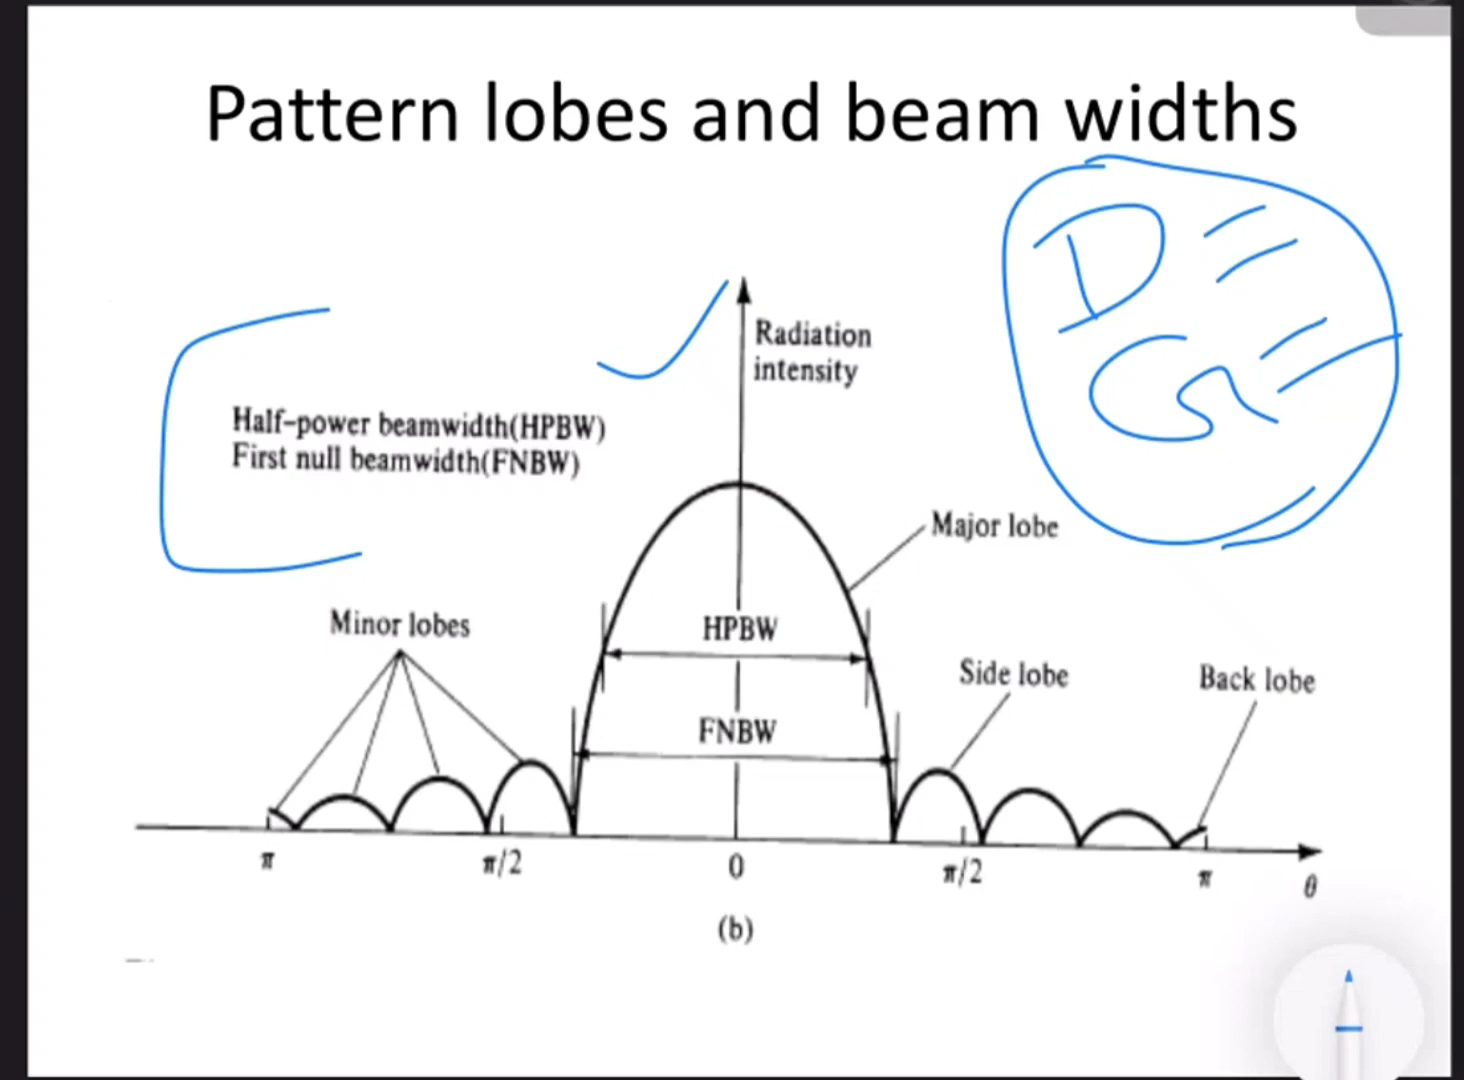 Pattern lobes and beam widths
D =
G =
Radiation
intensity
Half-power beamwidth(HPBW)
First null beamwidth(FNBW)
Major lobe
Minor lobes
HPBW
Side lobe
Back lobe
FNBW
π
π/2
0
π/2
π
θ
(b)